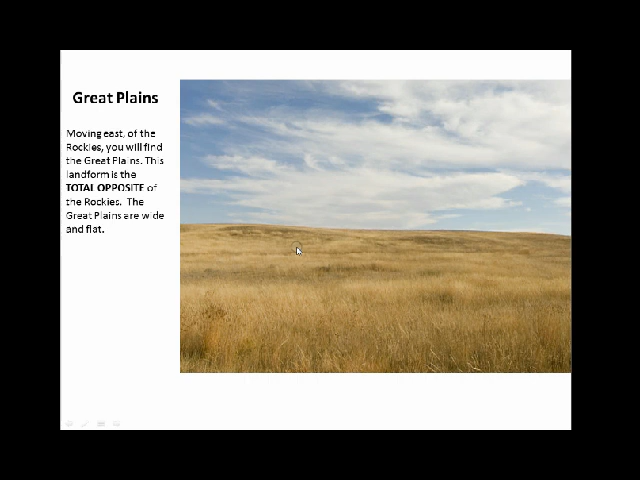 Great Plains
Moving east, of the
Rockies, you will find
the Great Plains. This
landform is the
TOTAL OPPOSITE of
the Rockies. The
Great Plains are wide
and flat.